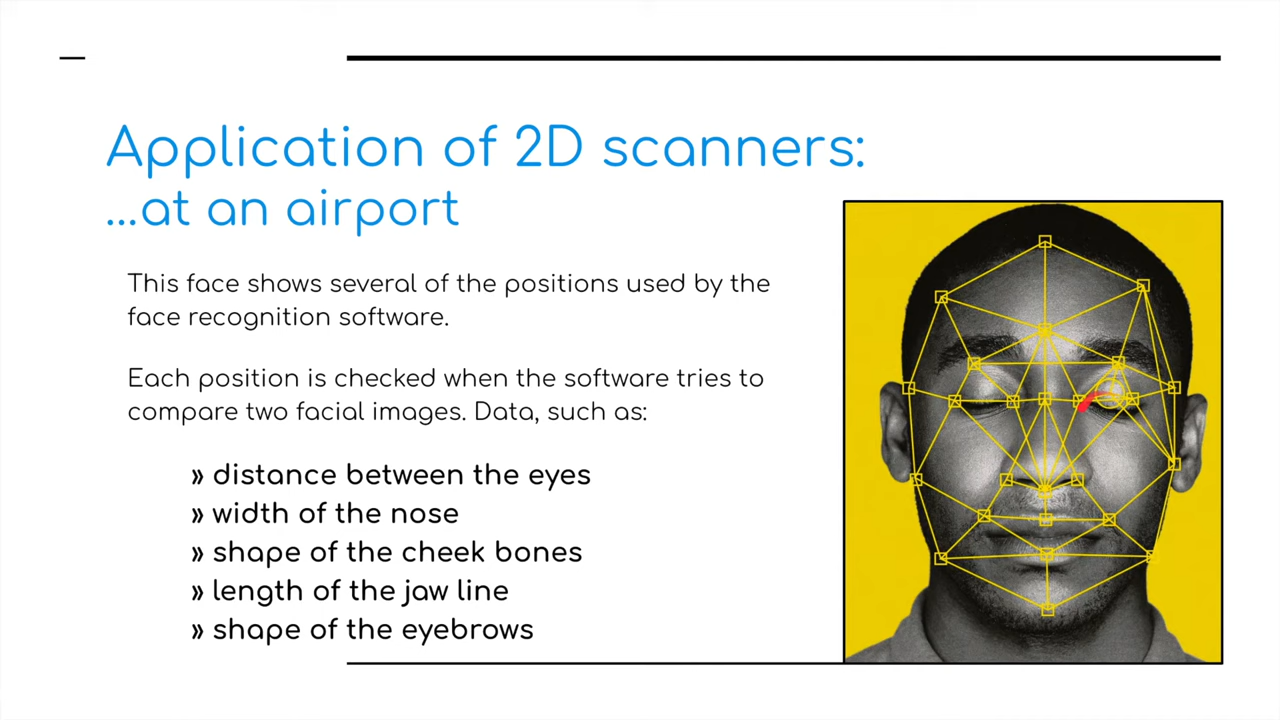 Application of 2D scanners:
...at an airport
This face shows several of the positions used by the
face recognition software.
Each position is checked when the software tries to
compare two facial images. Data, such as:
» distance between the eyes
» width of the nose
» shape of the cheek bones
» length of the jaw line
» shape of the eyebrows